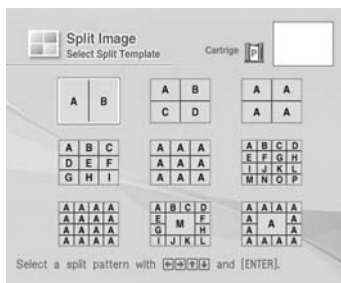 Split Image
Select Split Template
Cartrige P
A B
A B
C D
A A
A A
A B C
D E F
G H I
A A A
A A A
A A A
A B C D
E F G H
I J K L
M N O P
A A A A
A A A A
A A A A
A A A A
A B C D
E M F
G H
I J K L
A A A A
A A A
A A
A A A A
Select a split pattern with ←→↑↓ and [ENTER].